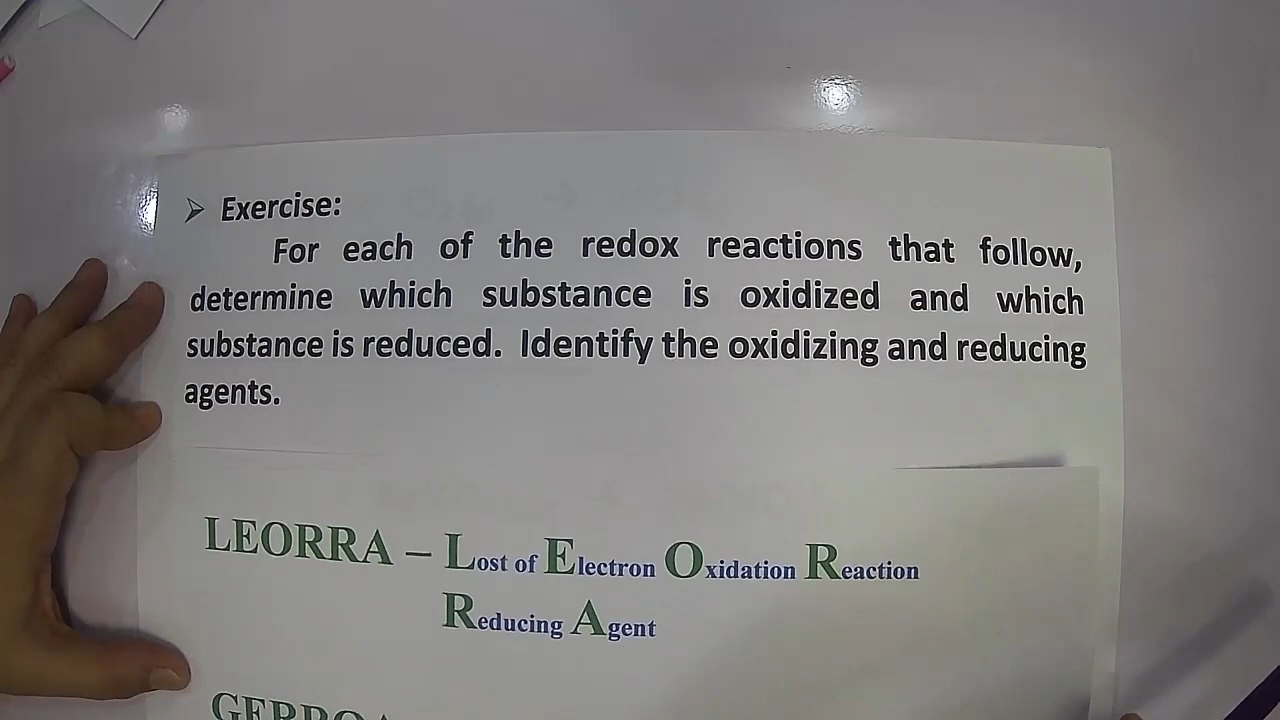 ➢ Exercise:
For each of the redox reactions that follow,
determine which substance is oxidized and which
substance is reduced. Identify the oxidizing and reducing
agents.
LEORRA – Lost of Electron Oxidation Reaction
Reducing Agent